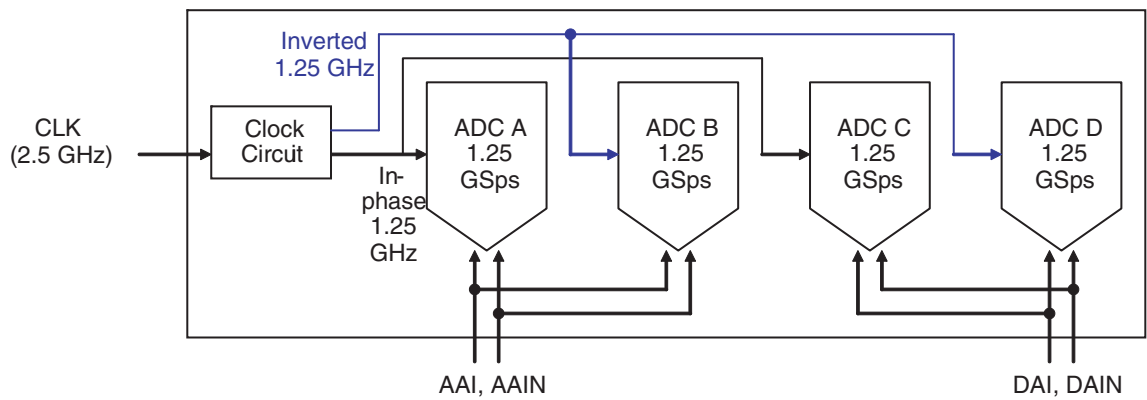 Inverted
1.25 GHz
CLK
(2.5 GHz)
Clock
Circuit
In-
phase
1.25
GHz
ADC A
1.25
GSps
ADC B
1.25
GSps
ADC C
1.25
GSps
ADC D
1.25
GSps
AAI, AAIN
DAI, DAIN